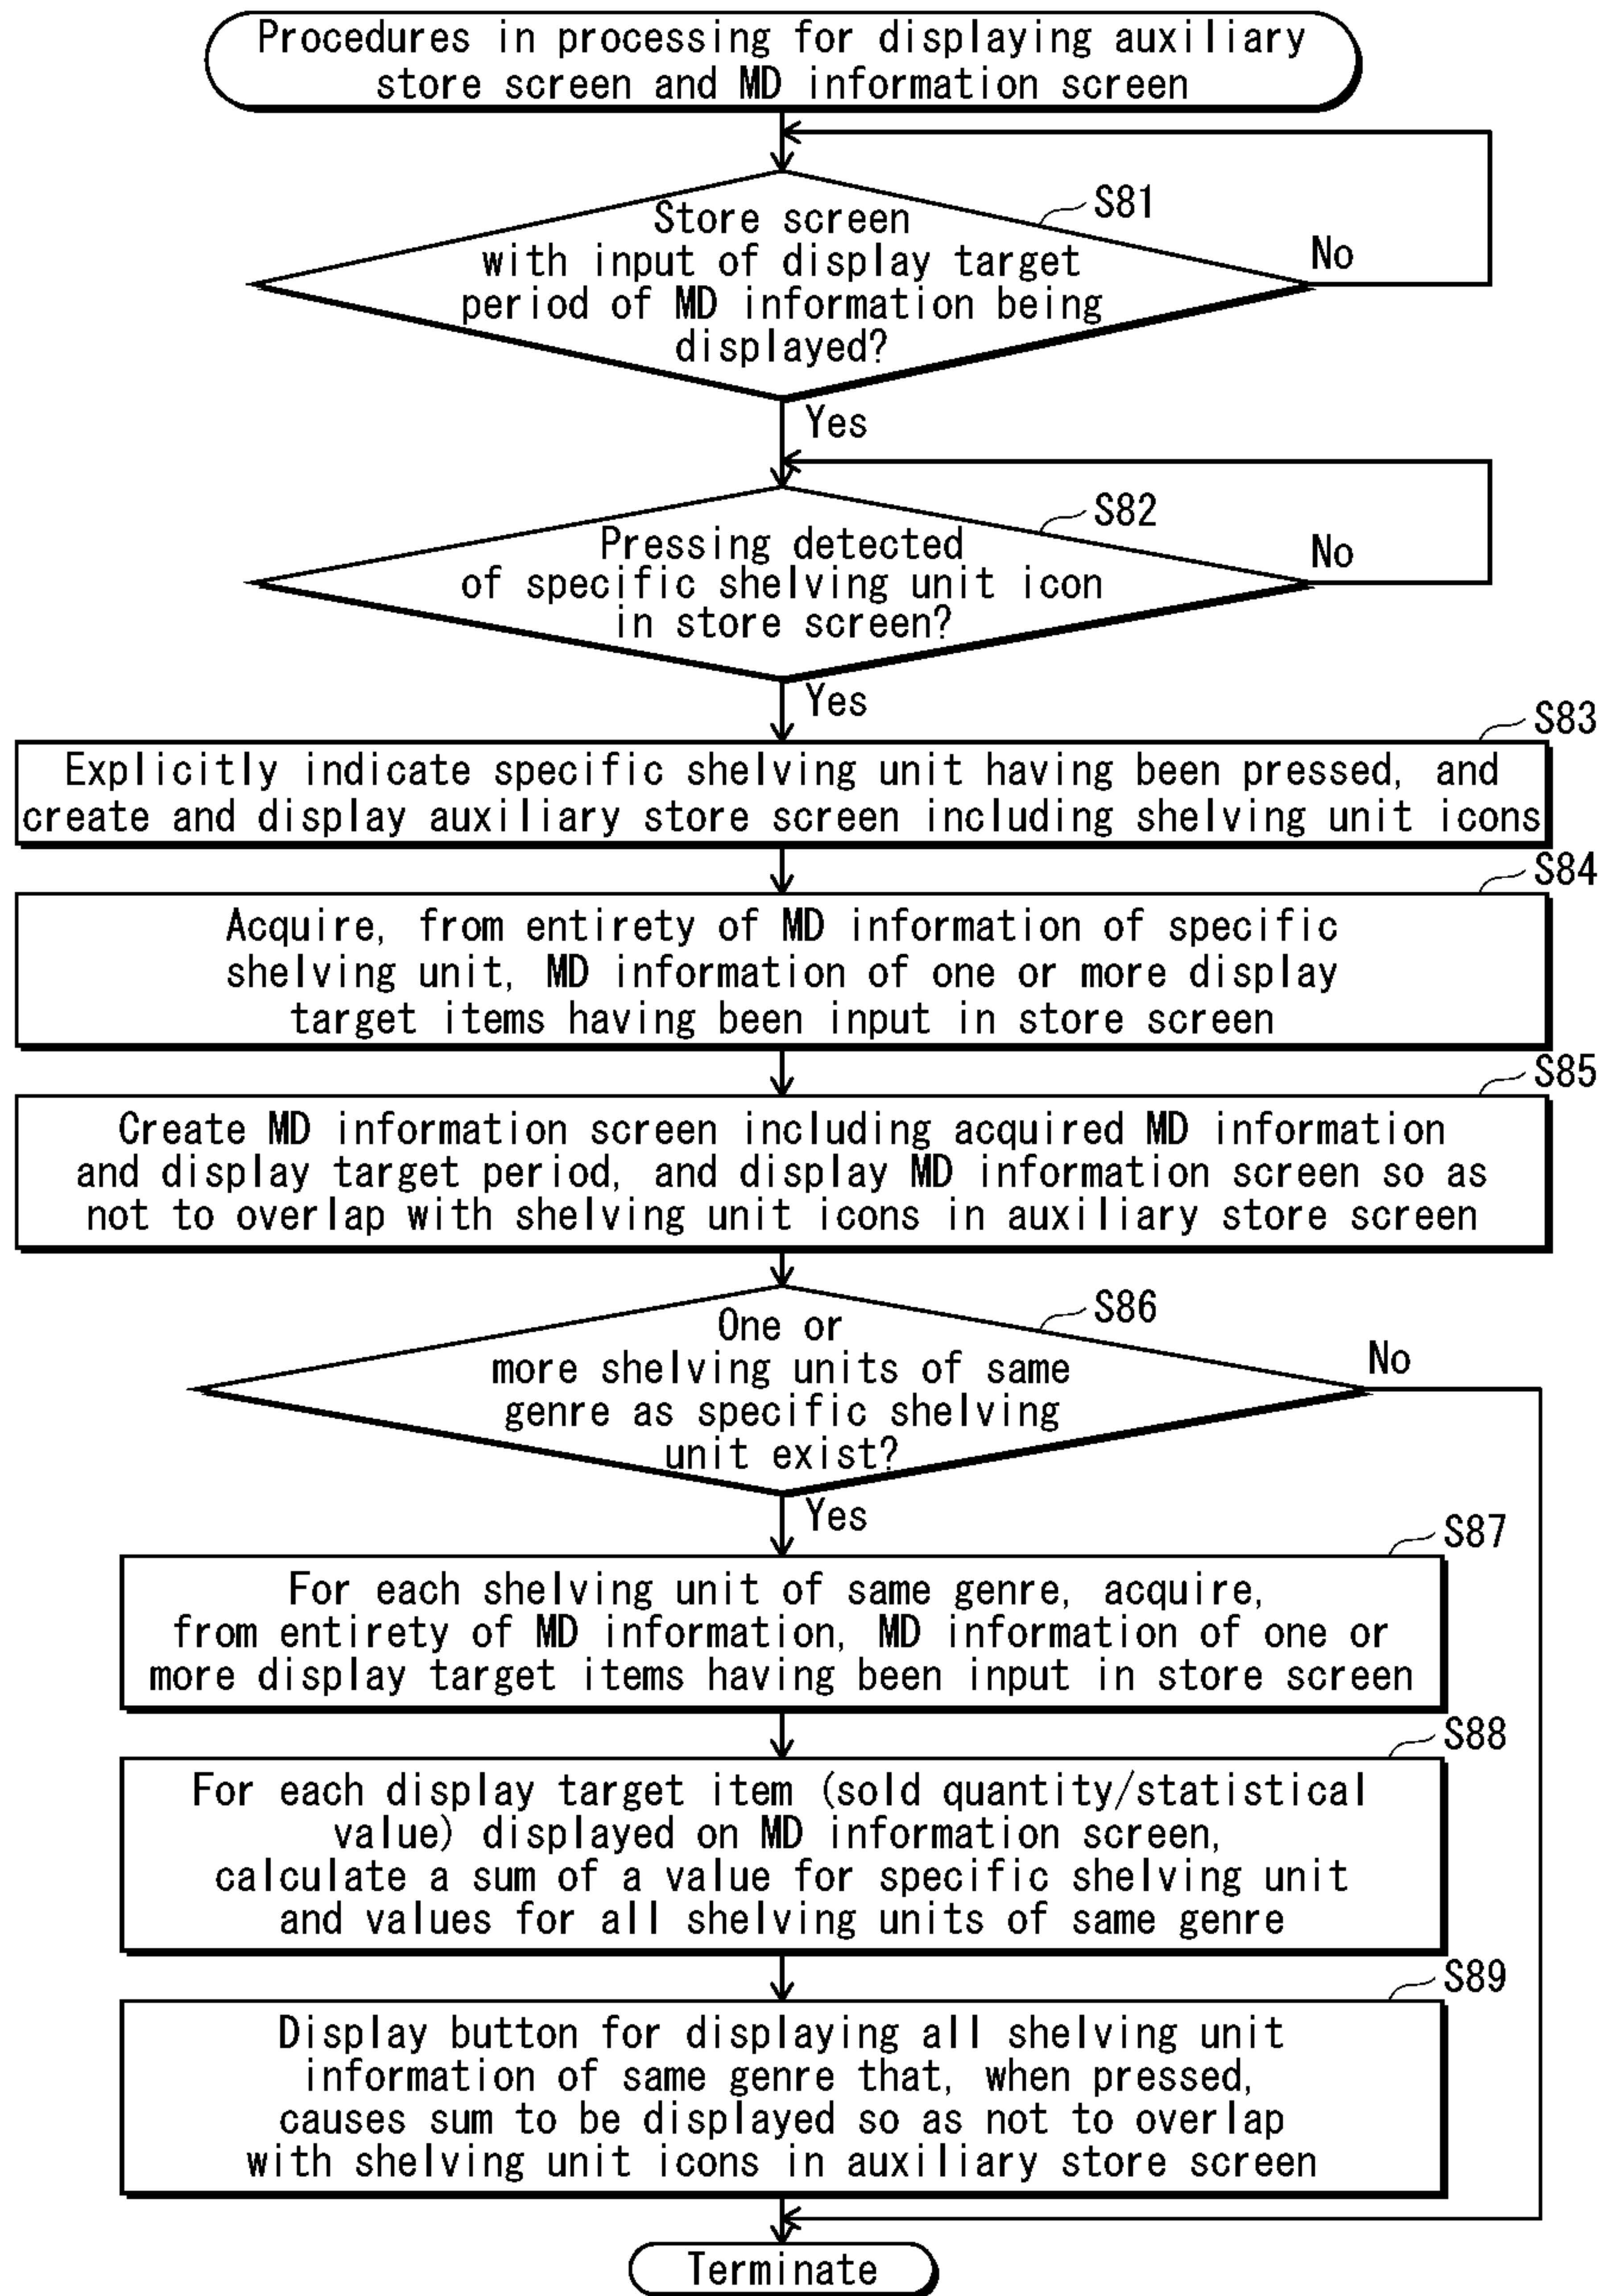 Procedures in processing for displaying auxiliary
store screen and MD information screen
S81
Store screen
with input of display target
period of MD information being
displayed?
No
Yes
S82
Pressing detected
of specific shelving unit icon
in store screen?
No
Yes
S83
Explicitly indicate specific shelving unit having been pressed, and
create and display auxiliary store screen including shelving unit icons
S84
Acquire, from entirety of MD information of specific
shelving unit, MD information of one or more display
target items having been input in store screen
S85
Create MD information screen including acquired MD information
and display target period, and display MD information screen so as
not to overlap with shelving unit icons in auxiliary store screen
S86
One or
more shelving units of same
genre as specific shelving
unit exist?
No
Yes
S87
For each shelving unit of same genre, acquire,
from entirety of MD information, MD information of one or
more display target items having been input in store screen
S88
For each display target item (sold quantity/statistical
value) displayed on MD information screen,
calculate a sum of a value for specific shelving unit
and values for all shelving units of same genre
S89
Display button for displaying all shelving unit
information of same genre that, when pressed,
causes sum to be displayed so as not to overlap
with shelving unit icons in auxiliary store screen
Terminate